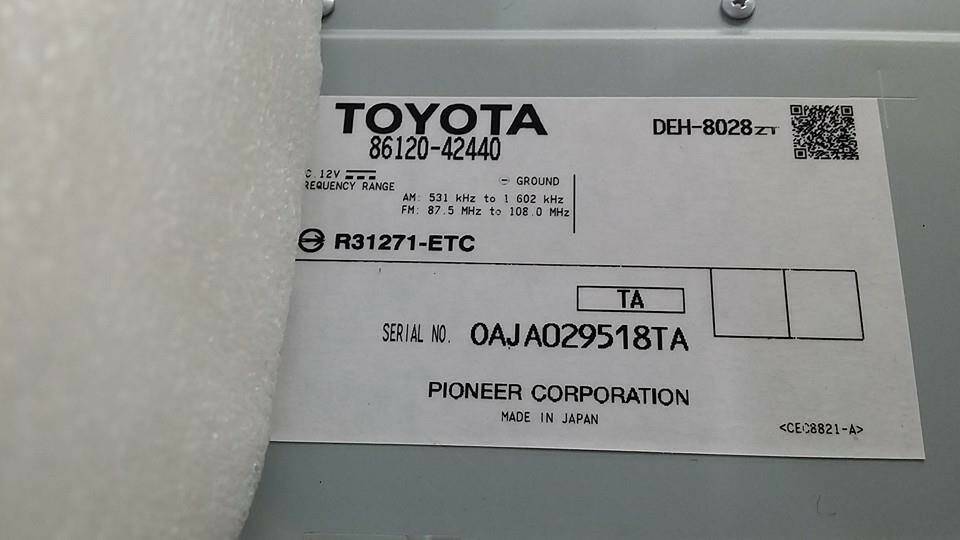 TOYOTA
86120-42440
DEH-8028ZT
C 12V
REQUENCY RANGE
GROUND
AM: 531 kHz to 1 602 kHz
FM: 87.5 MHz to 108.0 MHz
R31271-ETC
TA
SERIAL NO. 0AJA029518TA
PIONEER CORPORATION
MADE IN JAPAN
<CEC8821-A>